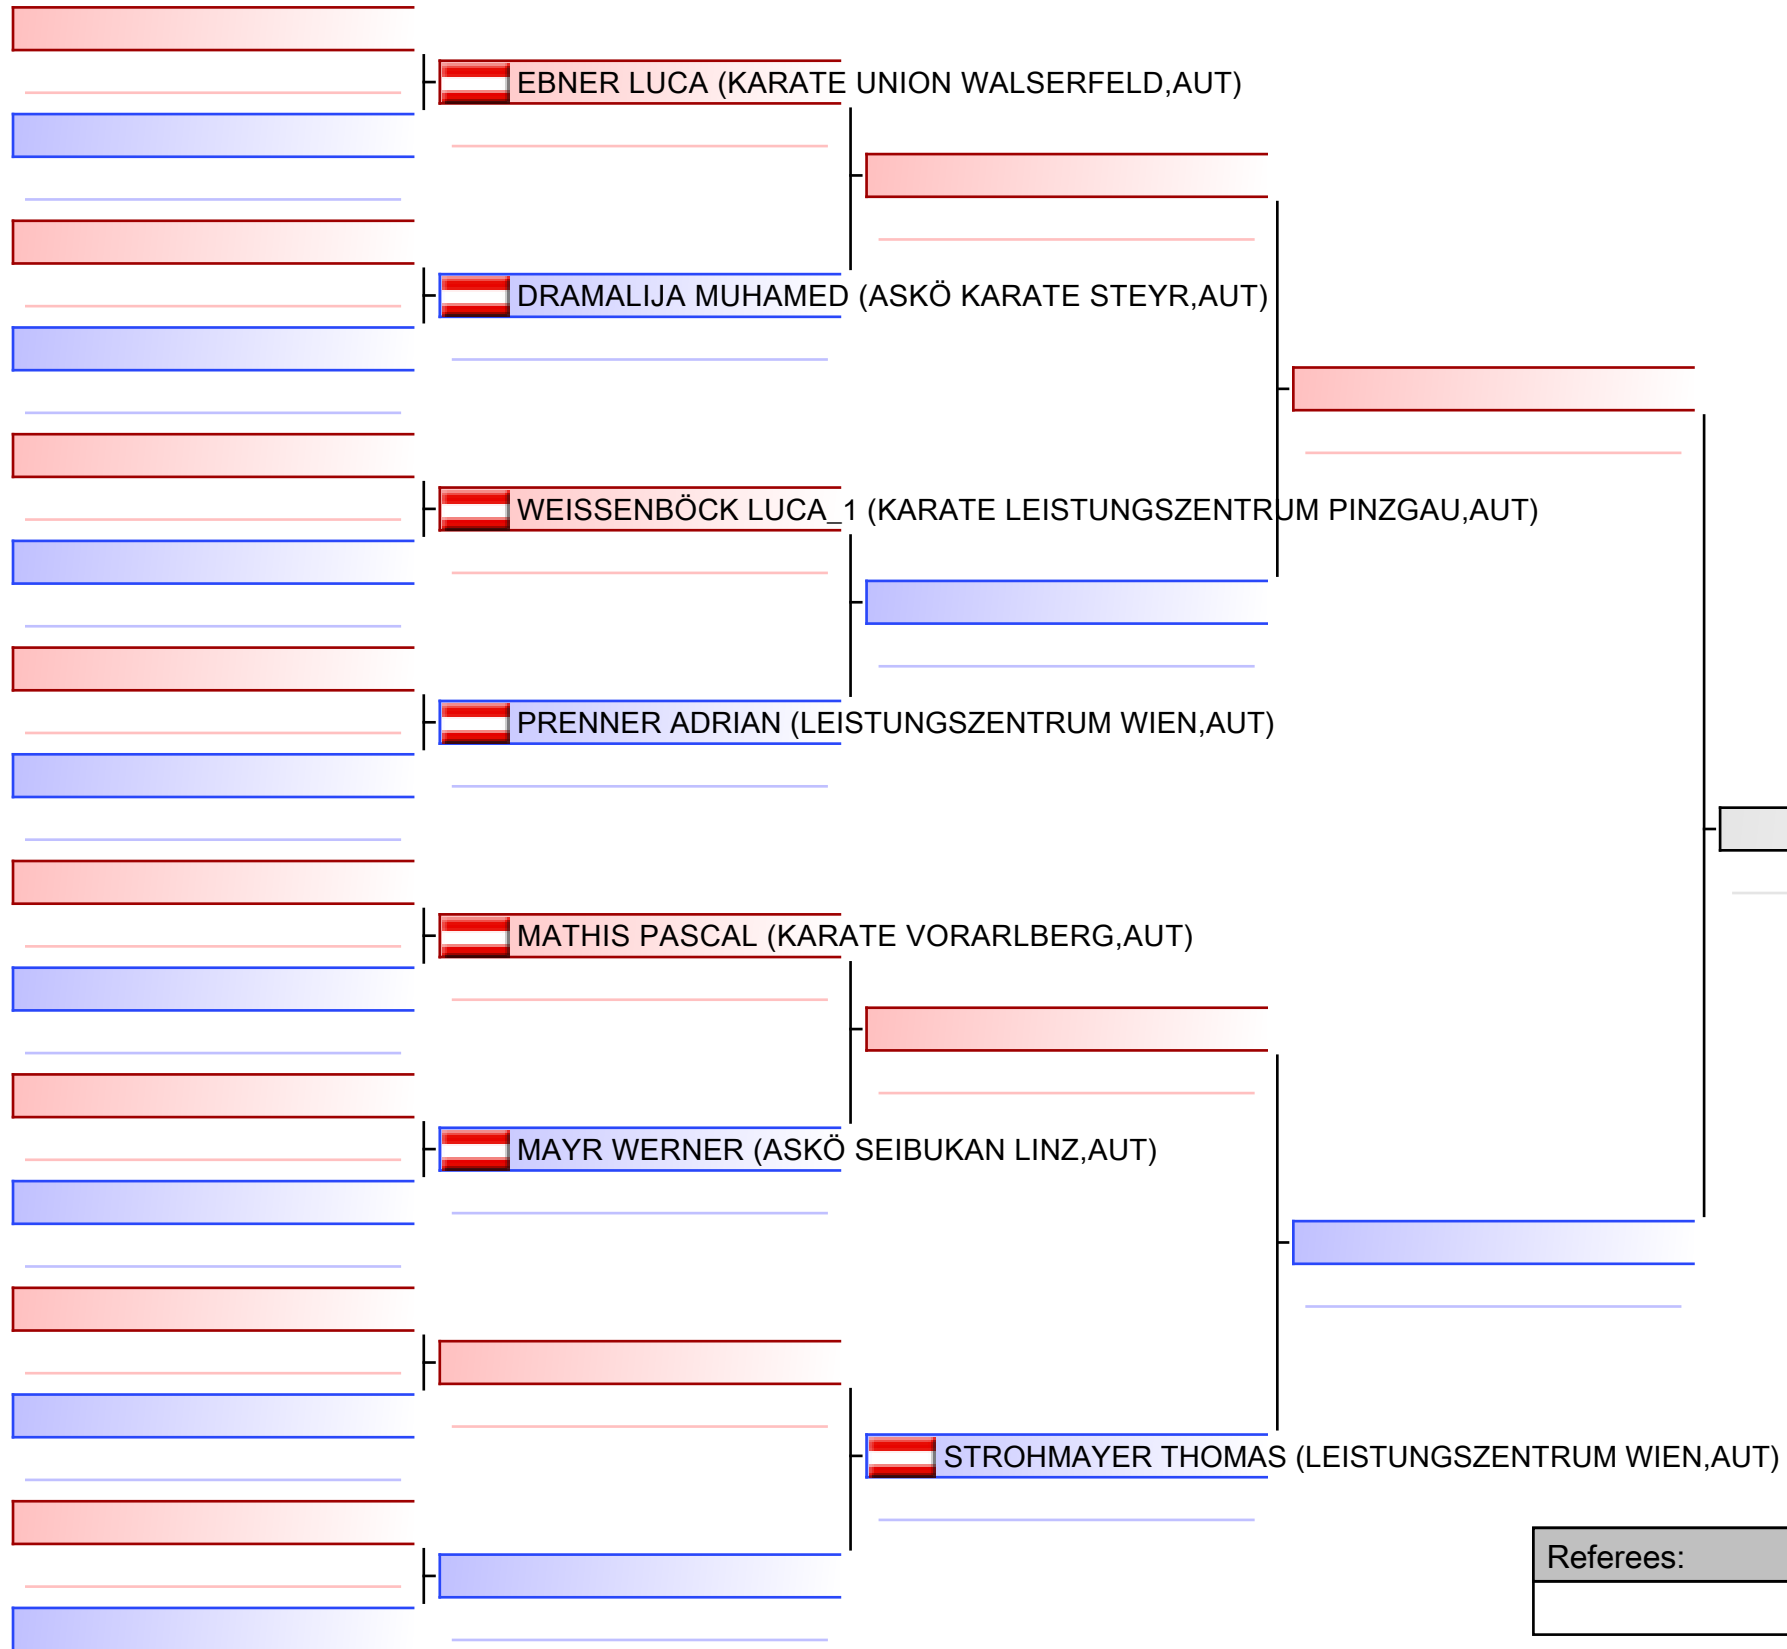 EBNER LUCA (KARATE UNION WALSERFELD,AUT)
DRAMALIJA MUHAMED (ASKÖ KARATE STEYR,AUT)
WEISSENBÖCK LUCA_1 (KARATE LEISTUNGSZENTRUM PINZGAU,AUT)
PRENNER ADRIAN (LEISTUNGSZENTRUM WIEN,AUT)
MATHIS PASCAL (KARATE VORARLBERG,AUT)
MAYR WERNER (ASKÖ SEIBUKAN LINZ,AUT)
STROHMAYER THOMAS (LEISTUNGSZENTRUM WIEN,AUT)
Referees: